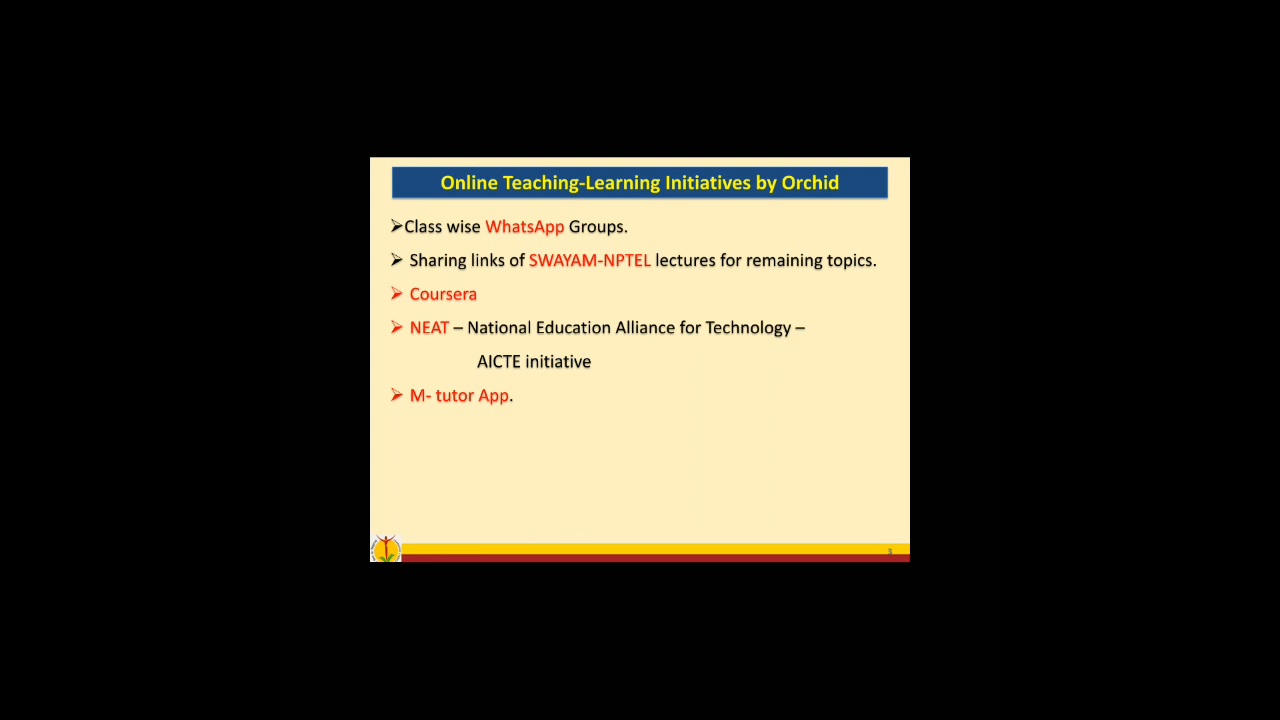 Online Teaching-Learning Initiatives by Orchid
➢Class wise WhatsApp Groups.
➢ Sharing links of SWAYAM-NPTEL lectures for remaining topics.
➢ Coursera
➢ NEAT – National Education Alliance for Technology –
AICTE initiative
➢ M- tutor App.
3